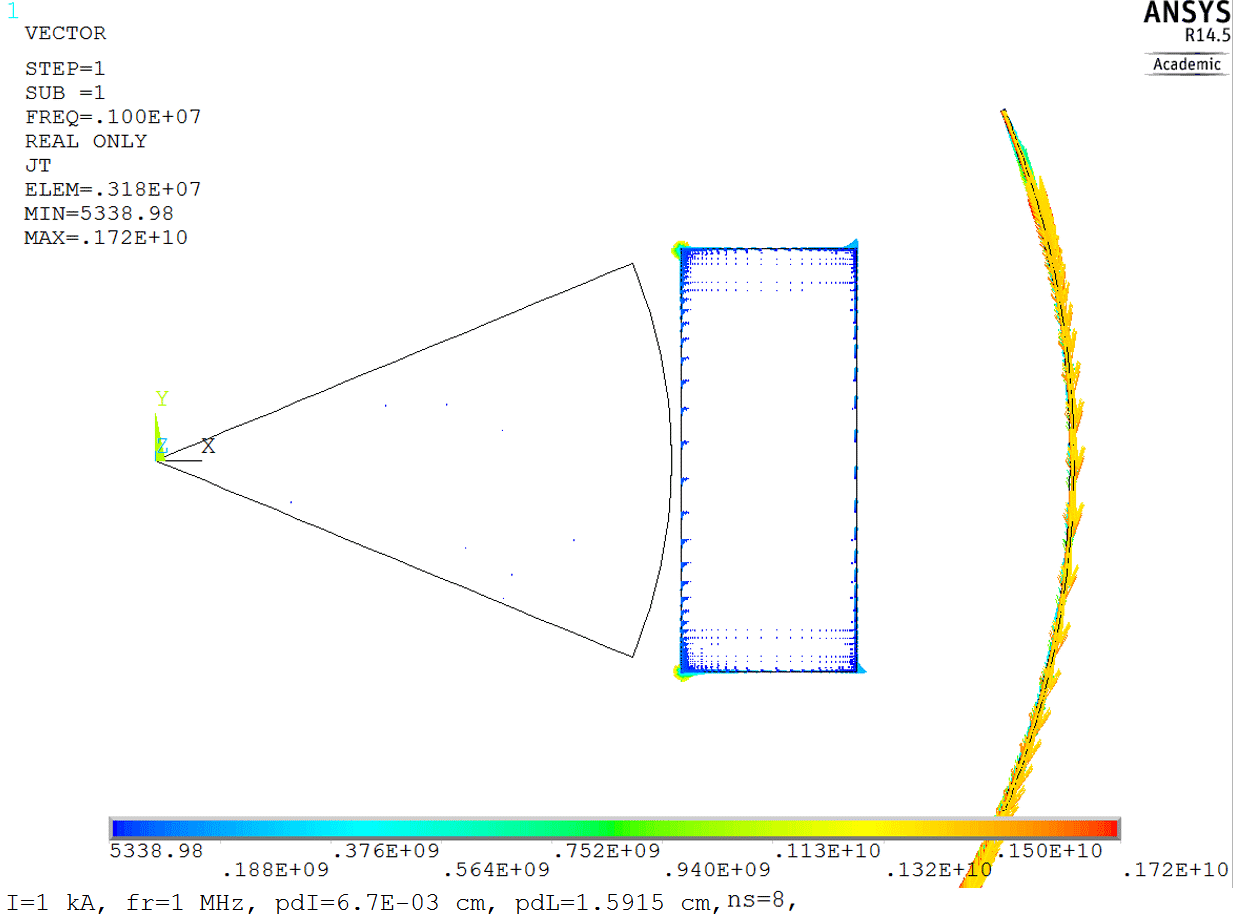 1
ANSYS
R14.5
Academic
VECTOR
STEP=1
SUB =1
FREQ=.100E+07
REAL ONLY
JT
ELEM=.318E+07
MIN=5338.98
MAX=.172E+10
Y
Z X
5338.98 .376E+09 .752E+09 .113E+10 .150E+10
.188E+09 .564E+09 .940E+09 .132E+10 .172E+10
I=1 kA, fr=1 MHz, pdI=6.7E-03 cm, pdL=1.5915 cm, ns=8,